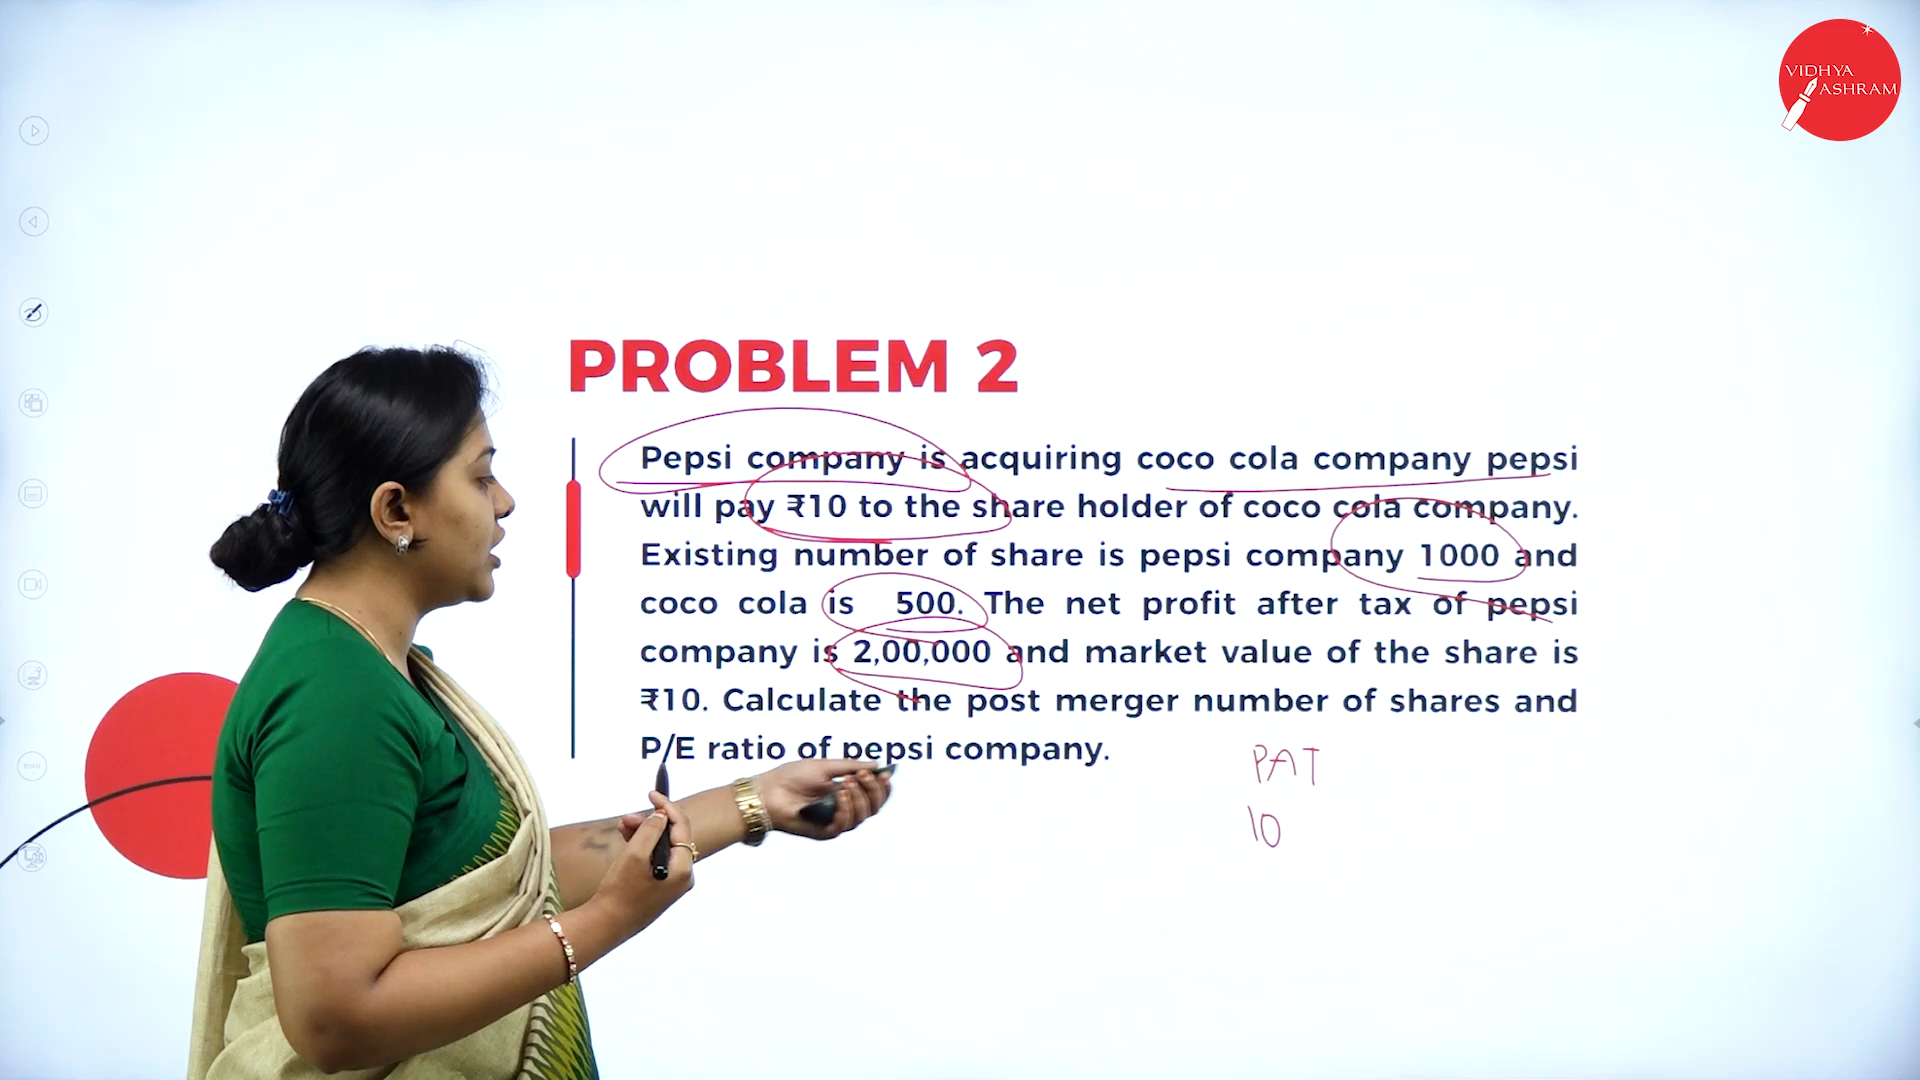 VIDHYA
ASHRAM
PROBLEM 2
Pepsi company is acquiring coco cola company pepsi
will pay ₹10 to the share holder of coco cola company.
Existing number of share is pepsi company 1000 and
coco cola is 500. The net profit after tax of pepsi
company is 2,00,000 and market value of the share is
₹10. Calculate the post merger number of shares and
P/E ratio of pepsi company.
PAT
10